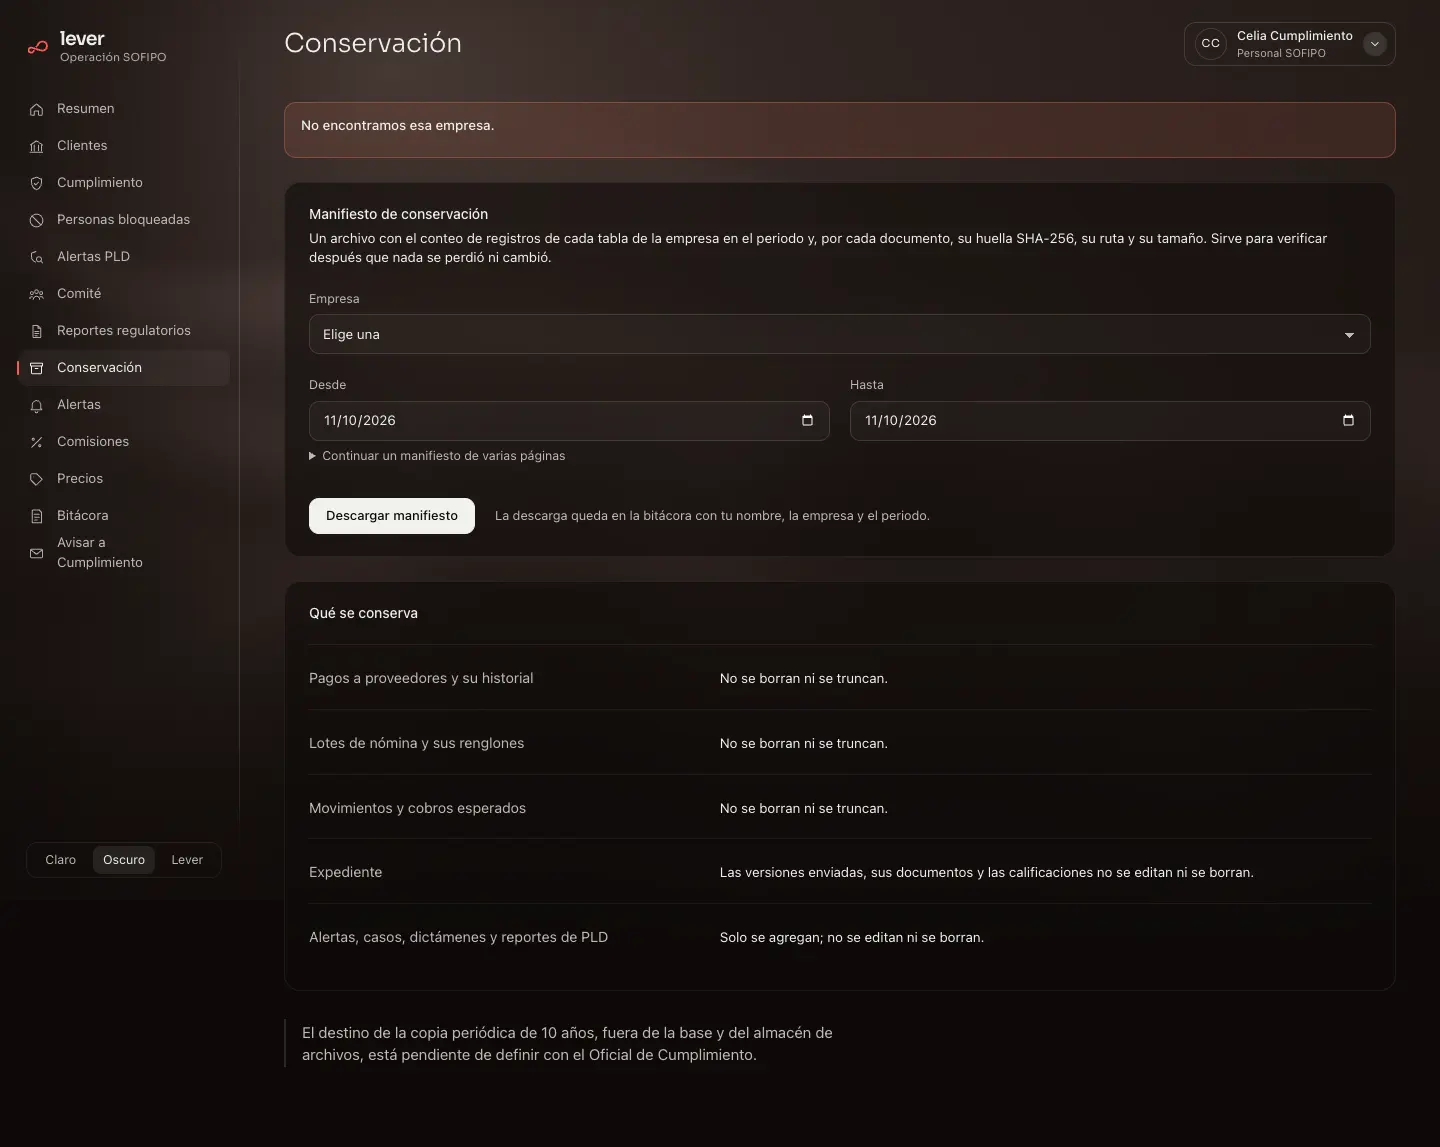 lever
Operación SOFIPO
Resumen
Clientes
Cumplimiento
Personas bloqueadas
Alertas PLD
Comité
Reportes regulatorios
Conservación
Alertas
Comisiones
Precios
Bitácora
Avisar a
Cumplimiento
Claro Oscuro Lever
Conservación
CC
Celia Cumplimiento
Personal SOFIPO
No encontramos esa empresa.
Manifiesto de conservación
Un archivo con el conteo de registros de cada tabla de la empresa en el periodo y, por cada documento, su huella SHA-256, su ruta y su tamaño. Sirve para verificar
después que nada se perdió ni cambió.
Empresa
Elige una
Desde
11/10/2026
Hasta
11/10/2026
Continuar un manifiesto de varias páginas
Descargar manifiesto
La descarga queda en la bitácora con tu nombre, la empresa y el periodo.
Qué se conserva
Pagos a proveedores y su historial No se borran ni se truncan.
Lotes de nómina y sus renglones No se borran ni se truncan.
Movimientos y cobros esperados No se borran ni se truncan.
Expediente Las versiones enviadas, sus documentos y las calificaciones no se editan ni se borran.
Alertas, casos, dictámenes y reportes de PLD Solo se agregan; no se editan ni se borran.
El destino de la copia periódica de 10 años, fuera de la base y del almacén de
archivos, está pendiente de definir con el Oficial de Cumplimiento.